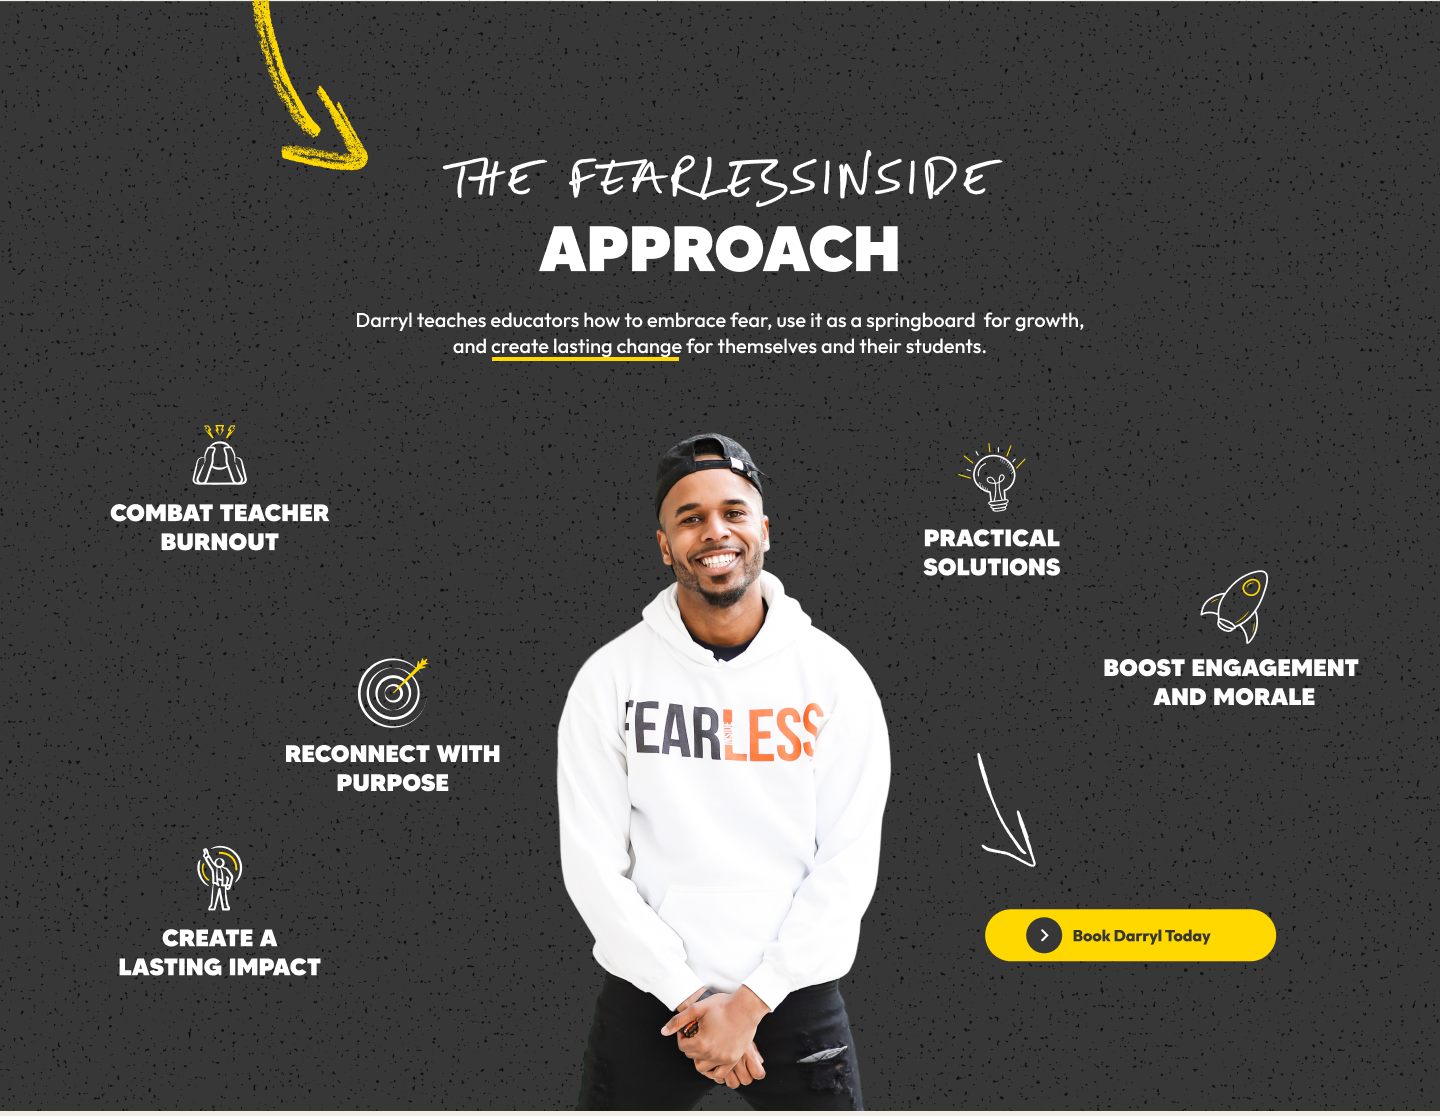 THE FEARLESSINSIDE
APPROACH
Darryl teaches educators how to embrace fear, use it as a springboard for growth,
and create lasting change for themselves and their students.
COMBAT TEACHER
BURNOUT
PRACTICAL
SOLUTIONS
BOOST ENGAGEMENT
AND MORALE
FEARLESS
INSIDE
RECONNECT WITH
PURPOSE
CREATE A
LASTING IMPACT
Book Darryl Today